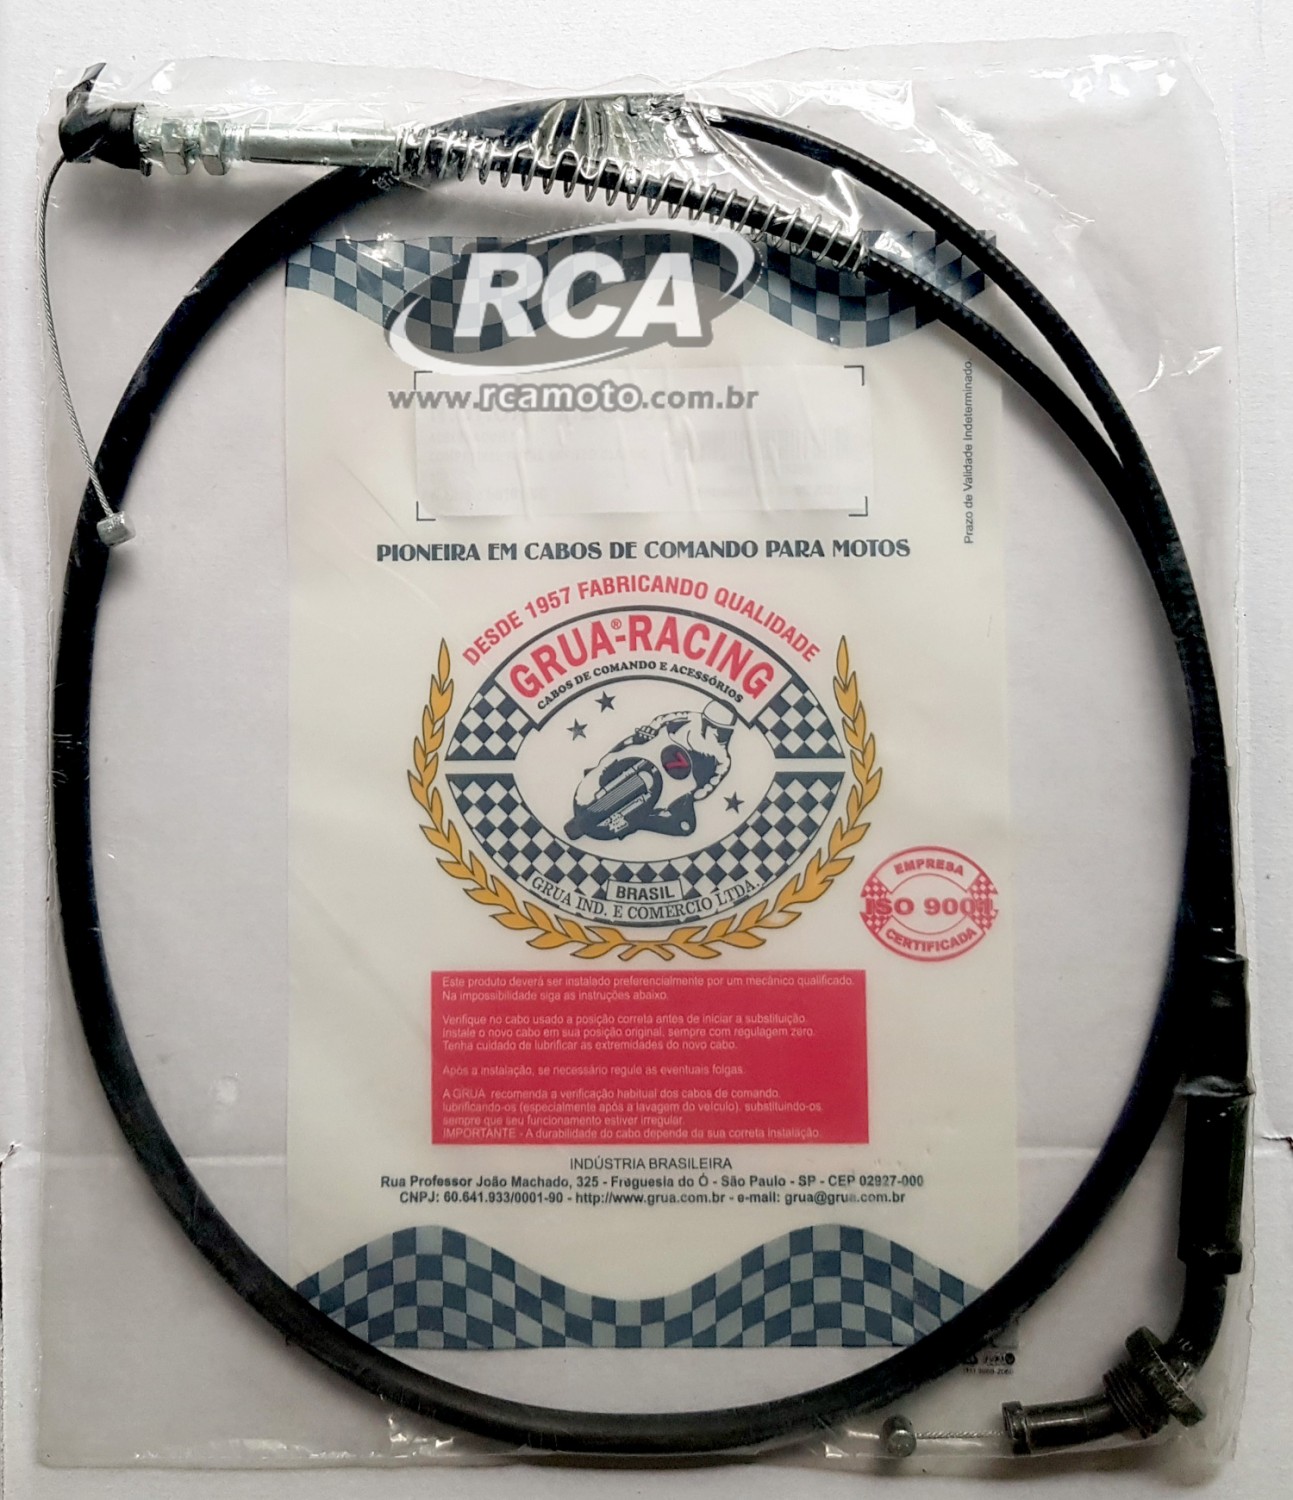 RCA
www.rcamoto.com.br
Prazo de Validade Indeterminado.
PIONEIRA EM CABOS DE COMANDO PARA MOTOS
DESDE 1957 FABRICANDO QUALIDADE
GRUA®-RACING
CABOS DE COMANDO E ACESSÓRIOS
7
BRASIL
GRUA IND. E COMERCIO LTDA.
EMPRESA
ISO 9001
CERTIFICADA
Este produto deverá ser instalado preferencialmente por um mecânico qualificado.
Na impossibilidade siga as instruções abaixo.
Verifique no cabo usado a posição correta antes de iniciar a substituição.
Instale o novo cabo em sua posição original, sempre com regulagem zero.
Tenha cuidado de lubrificar as extremidades do novo cabo.
Após a instalação, se necessário regule as eventuais folgas.
A GRUA recomenda a verificação habitual dos cabos de comando,
lubrificando-os (especialmente após a lavagem do veículo), substituindo-os
sempre que seu funcionamento estiver irregular.
IMPORTANTE - A durabilidade do cabo depende da sua correta instalação.
INDÚSTRIA BRASILEIRA
Rua Professor João Machado, 325 - Freguesia do Ó - São Paulo - SP - CEP 02927-000
CNPJ: 60.641.933/0001-90 - http://www.grua.com.br - e-mail: grua@grua.com.br